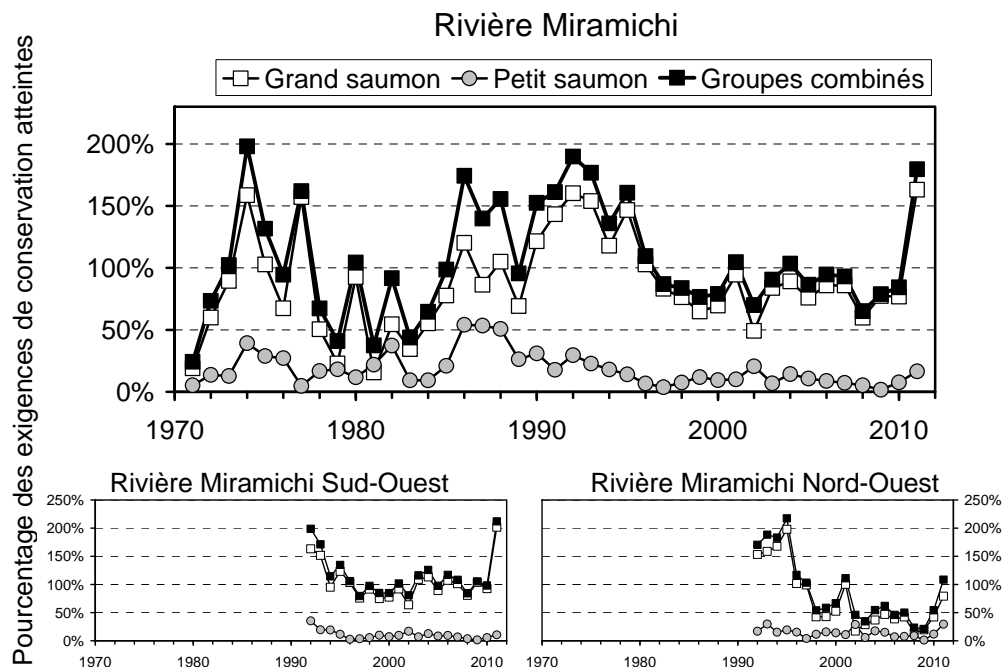 Rivière Miramichi
Grand saumon Petit saumon Groupes combinés
Pourcentage des exigences de conservation atteintes
200%
150%
100%
50%
0%
1970 1980 1990 2000 2010
Rivière Miramichi Sud-Ouest
250%
200%
150%
100%
50%
0%
1970 1980 1990 2000 2010
Rivière Miramichi Nord-Ouest
250%
200%
150%
100%
50%
0%
1970 1980 1990 2000 2010